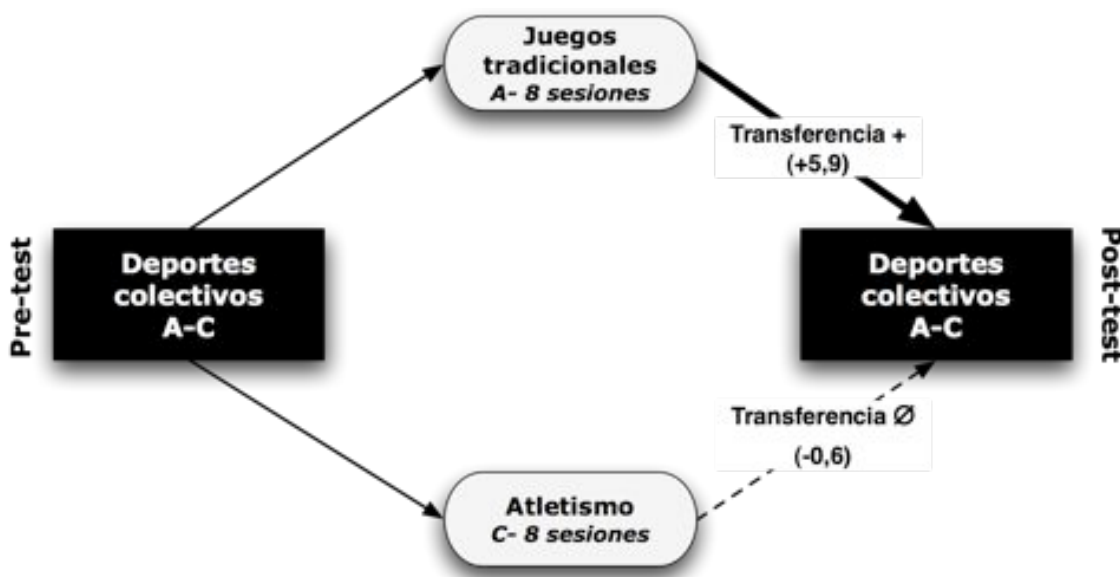 Juegos
tradicionales
A- 8 sesiones
Transferencia +
(+5,9)
Pre-test
Deportes
colectivos
A-C
Deportes
colectivos
A-C
Post-test
Transferencia Ø
(-0,6)
Atletismo
C- 8 sesiones